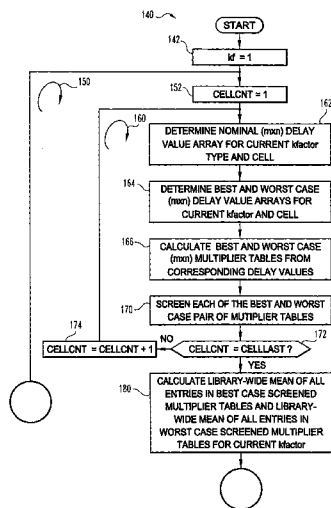 140
START
142
kf = 1
150
152
CELLCNT = 1
160
162
DETERMINE NOMINAL (mxn) DELAY
VALUE ARRAY FOR CURRENT kfactor
TYPE AND CELL
164
DETERMINE BEST AND WORST CASE
(mxn) DELAY VALUE ARRAYS FOR
CURRENT kfactor AND CELL
166
CALCULATE BEST AND WORST CASE
(mxn) MULTIPLIER TABLES FROM
CORRESPONDING DELAY VALUES
170
SCREEN EACH OF THE BEST AND WORST
CASE PAIR OF MUTIPLIER TABLES
174
172
CELLCNT = CELLCNT + 1
NO
CELLCNT = CELLLAST ?
YES
180
CALCULATE LIBRARY-WIDE MEAN OF ALL
ENTRIES IN BEST CASE SCREENED
MULTIPLIER TABLES AND LIBRARY-
WIDE MEAN OF ALL ENTRIES IN
WORST CASE SCREENED MULTIPLIER
TABLES FOR CURRENT kfactor